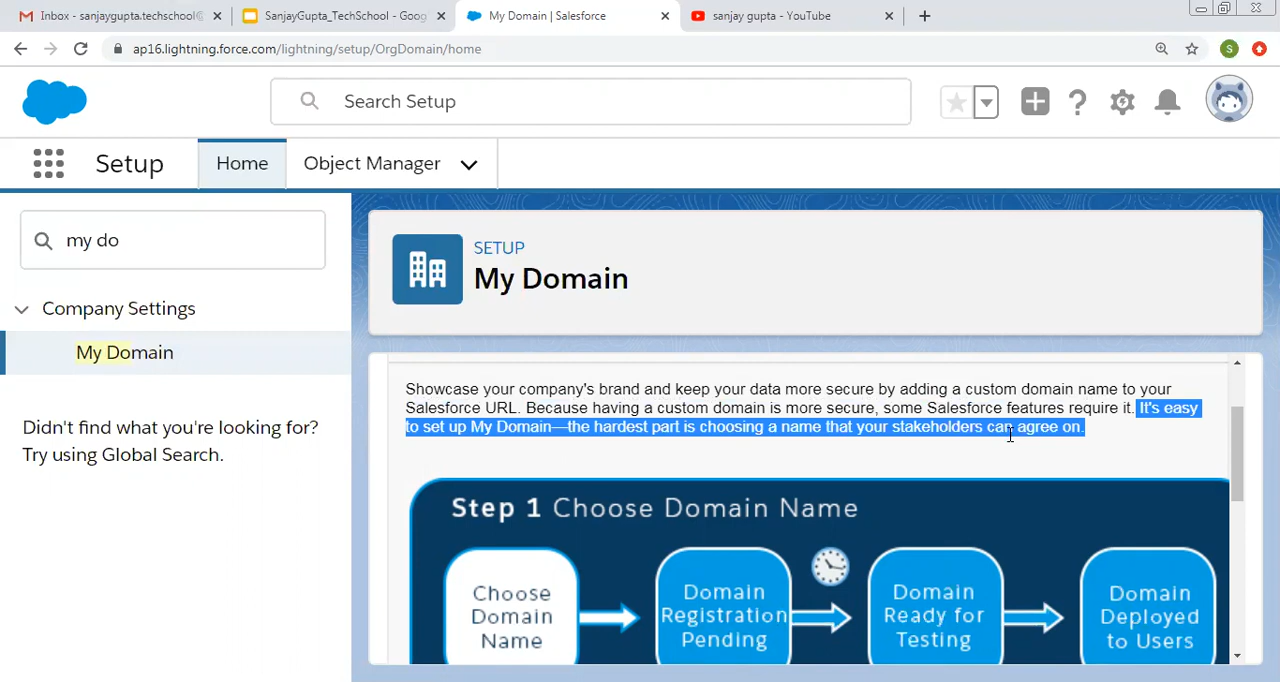 Inbox - sanjaygupta.techschool@
SanjayGupta_TechSchool - Goog
My Domain | Salesforce
sanjay gupta - YouTube
ap16.lightning.force.com/lightning/setup/OrgDomain/home
S
Search Setup
Setup
Home
Object Manager
my do
Company Settings
My Domain
Didn't find what you're looking for?
Try using Global Search.
SETUP
My Domain
Showcase your company's brand and keep your data more secure by adding a custom domain name to your
Salesforce URL. Because having a custom domain is more secure, some Salesforce features require it. It's easy
to set up My Domain—the hardest part is choosing a name that your stakeholders can agree on.
Step 1 Choose Domain Name
Choose
Domain
Name
Domain
Registration
Pending
Domain
Ready for
Testing
Domain
Deployed
to Users